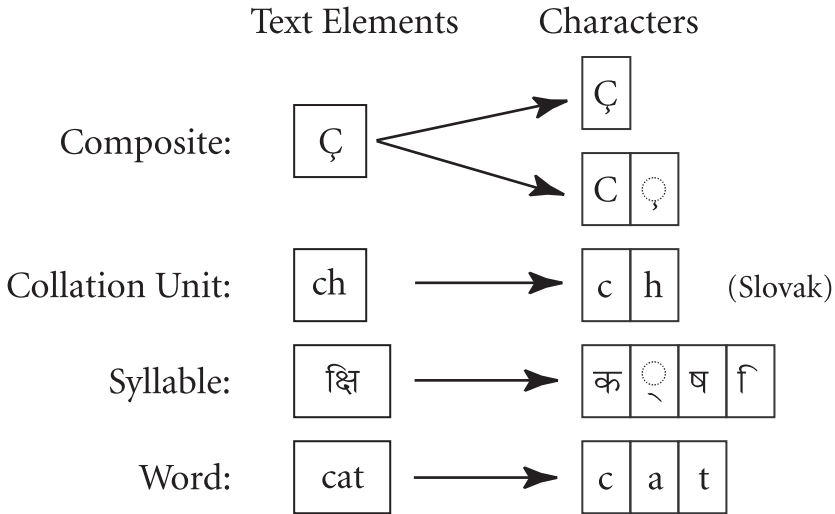 Text Elements Characters
Ç
Composite: Ç
C ◌̧
Collation Unit: ch c h (Slovak)
Syllable: क्षि क ◌् ष ि
Word: cat c a t